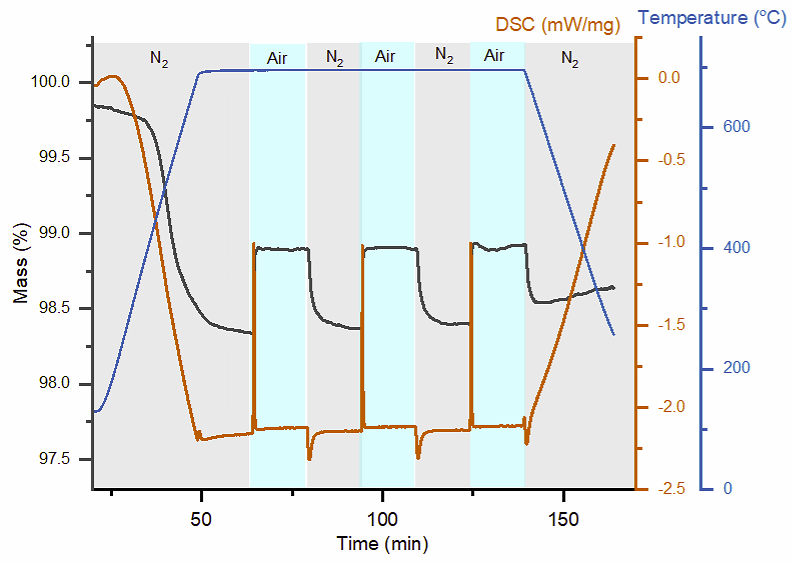 DSC (mW/mg) Temperature (°C)
N2 Air N2 Air N2 Air N2
100.0 0.0
600
99.5 -0.5
Mass (%)
99.0 -1.0 400
98.5 -1.5
200
98.0 -2.0
97.5 -2.5 0
50 100 150
Time (min)